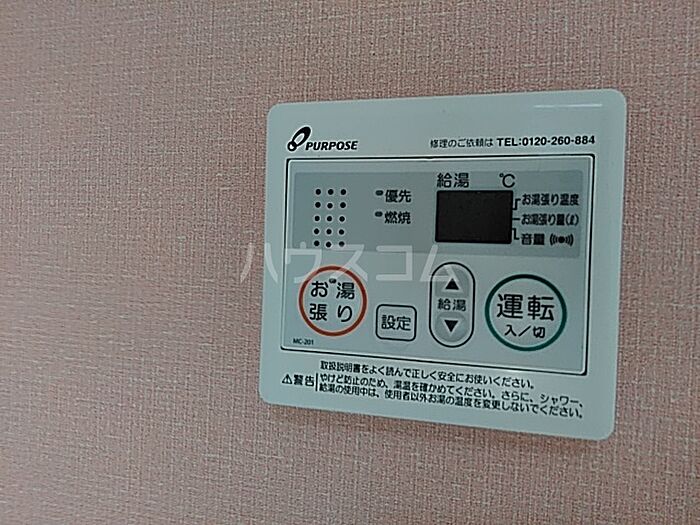 PURPOSE
修理のご依頼は TEL:0120-260-884
給湯 ℃
優先
燃焼
お湯張り温度
お湯張り量(ℓ)
音量
ハウスコム
お湯張り
設定
給湯
運転
入/切
MC-201
取扱説明書をよく読んで正しく安全にお使いください。
警告
やけど防止のため、湯温を確かめてください。さらに、シャワー、
給湯の使用中は、使用者以外お湯の温度を変更しないでください。